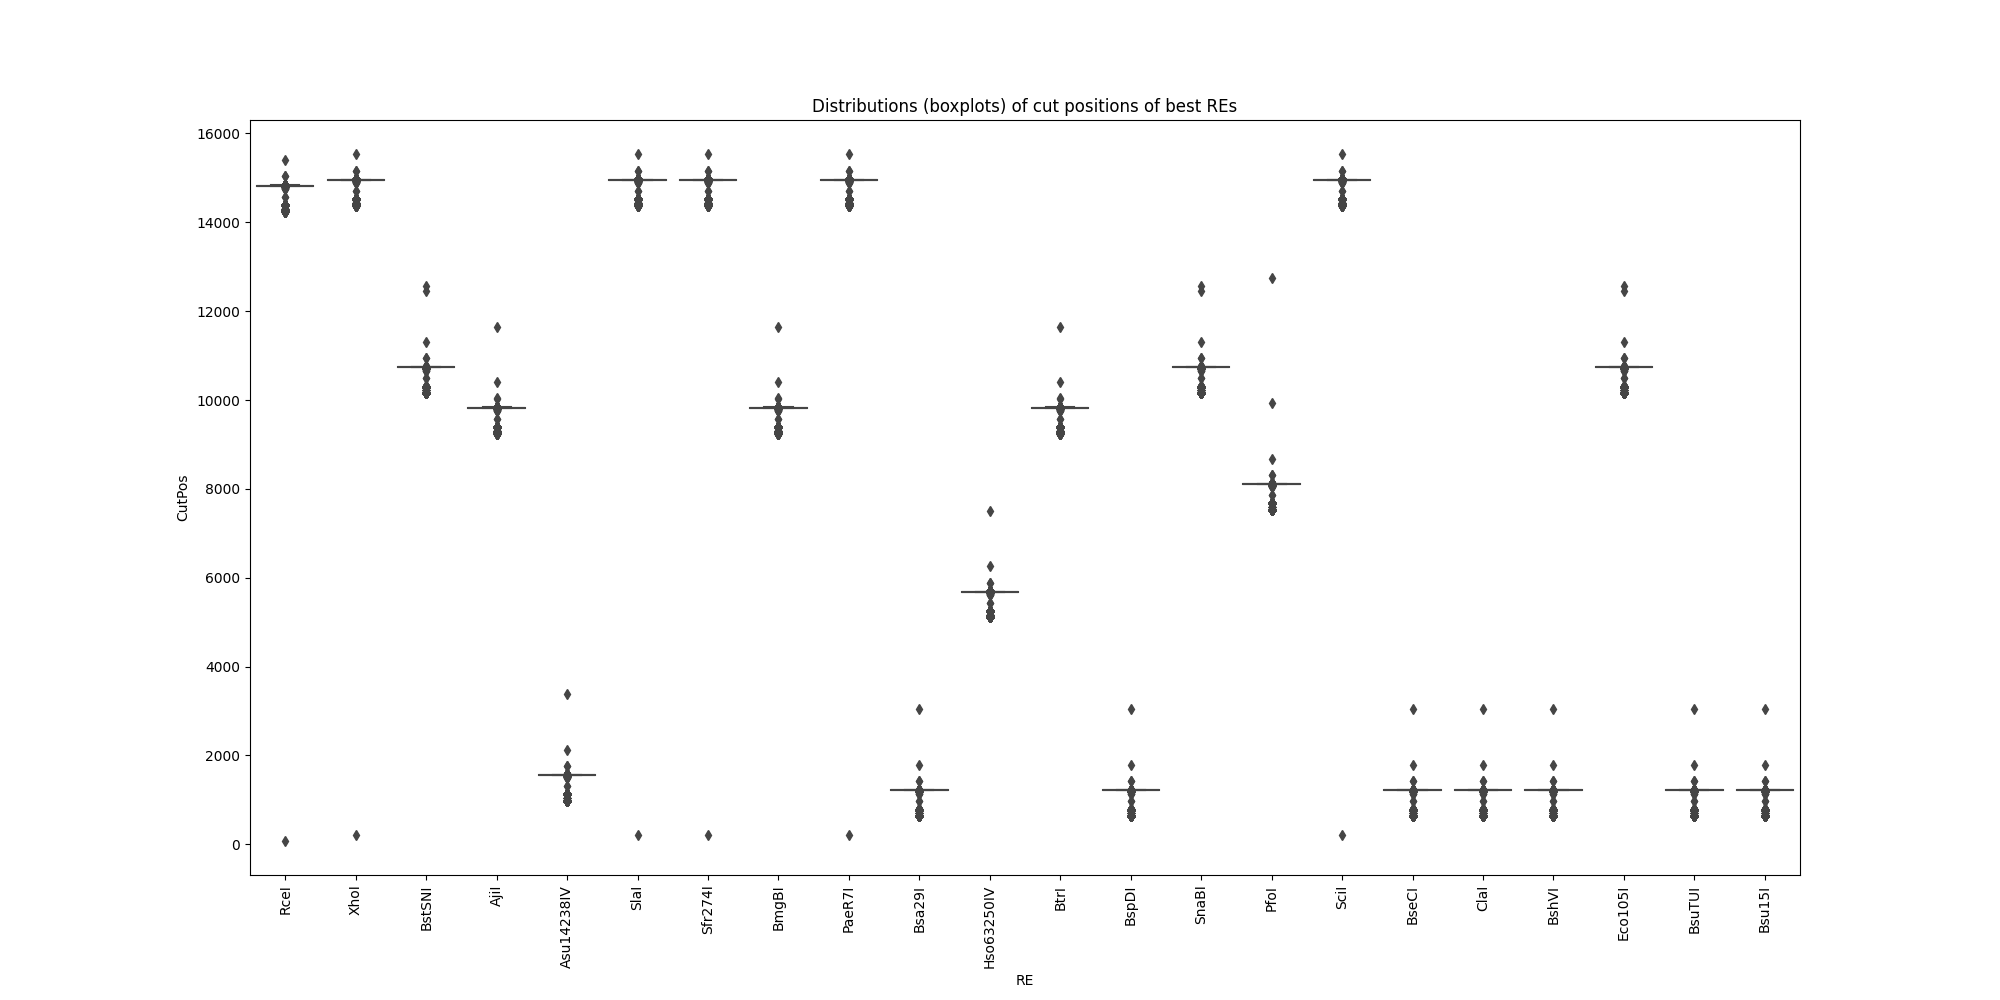 Distributions (boxplots) of cut positions of best REs
16000
14000
12000
10000
8000
6000
4000
2000
0
CutPos
RceI
XhoI
BstSNI
AjiI
Asu14238IV
SlaI
Sfr274I
BmgBI
PaeR7I
Bsa29I
Hso63250IV
BtrI
BspDI
SnaBI
PfoI
SciI
BseCI
ClaI
BshVI
Eco105I
BsuTUI
Bsu15I
RE